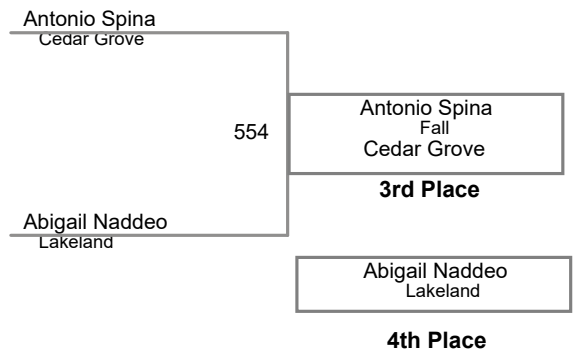 Antonio Spina
Cedar Grove
554
Antonio Spina
Fall
Cedar Grove
3rd Place
Abigail Naddeo
Lakeland
Abigail Naddeo
Lakeland
4th Place